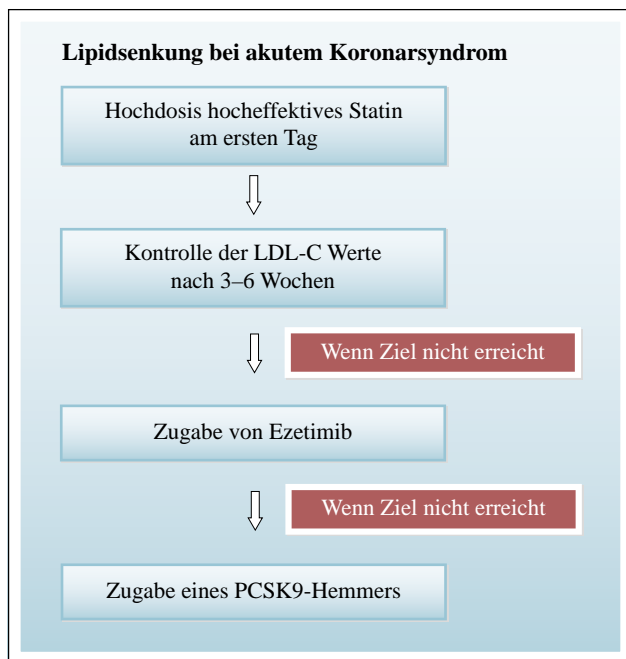 Lipidsenkung bei akutem Koronarsyndrom
Hochdosis hocheffektives Statin
am ersten Tag
Kontrolle der LDL-C Werte
nach 3–6 Wochen
Wenn Ziel nicht erreicht
Zugabe von Ezetimib
Wenn Ziel nicht erreicht
Zugabe eines PCSK9-Hemmers